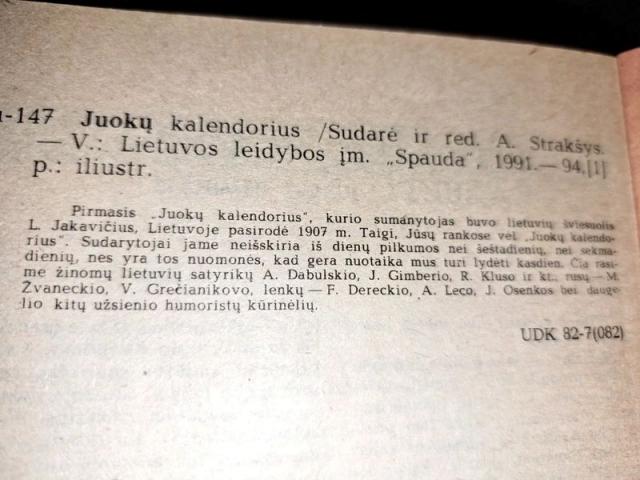 -147 Juokų kalendorius /Sudarė ir red. A. Strakšys.
— V.: Lietuvos leidybos įm. „Spauda", 1991.— 94,[1]
p.: iliustr.
Pirmasis „Juokų kalendorius", kurio sumanytojas buvo lietuvių šviesuolis
L. Jakavičius, Lietuvoje pasirodė 1907 m. Taigi, Jūsų rankose vėl „Juokų kalendo-
rius". Sudarytojai jame neišskiria iš dienų pilkumos nei šeštadienių, nei sekma-
dienių, nes yra tos nuomonės, kad gera nuotaika mus turi lydėti kasdien. Čia rasi-
me žinomų lietuvių satyrikų A. Dabulskio, J. Gimberio, R. Kluso ir kt., rusų — M.
Žvaneckio, V. Grečianikovo, lenkų — F. Dereckio, A. Leco, J. Osenkos bei dauge-
lio kitų užsienio humoristų kūrinėlių.
UDK 82-7(082)